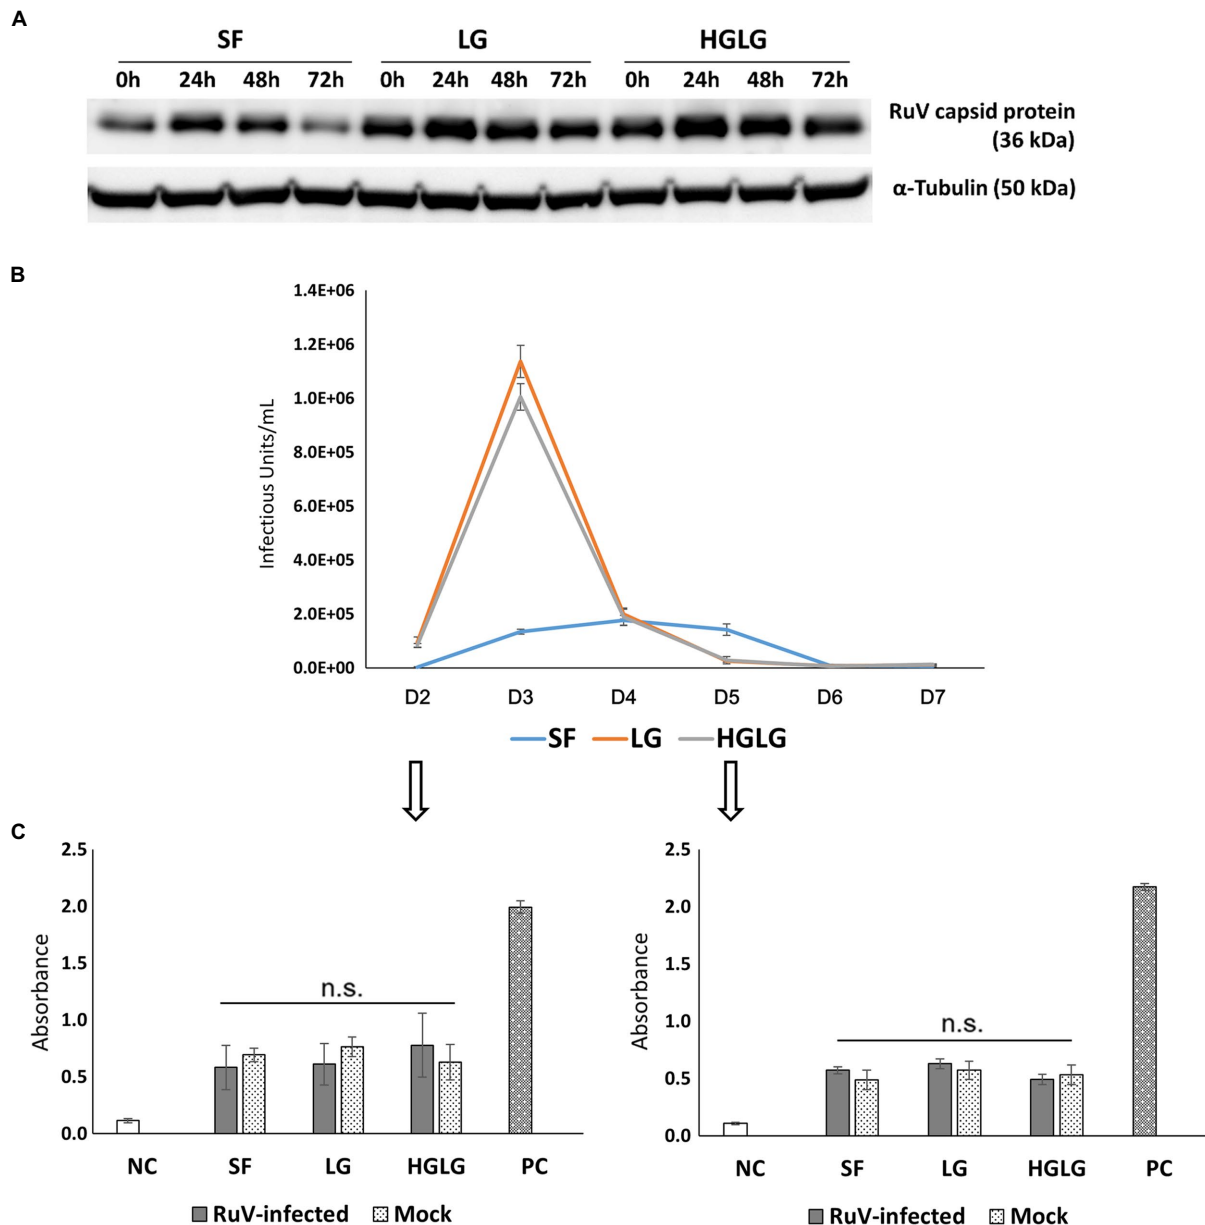 A
SF LG HGLG
0h 24h 48h 72h 0h 24h 48h 72h 0h 24h 48h 72h
RuV capsid protein
(36 kDa)
α-Tubulin (50 kDa)
B
1.4E+06
1.2E+06
1.0E+06
8.0E+05
6.0E+05
4.0E+05
2.0E+05
0.0E+00
Infectious Units/mL
D2 D3 D4 D5 D6 D7
SF LG HGLG
C
2.5
2.0
1.5
1.0
0.5
0.0
Absorbance
n.s.
NC SF LG HGLG PC
RuV-infected Mock
2.5
2.0
1.5
1.0
0.5
0.0
Absorbance
n.s.
NC SF LG HGLG PC
RuV-infected Mock